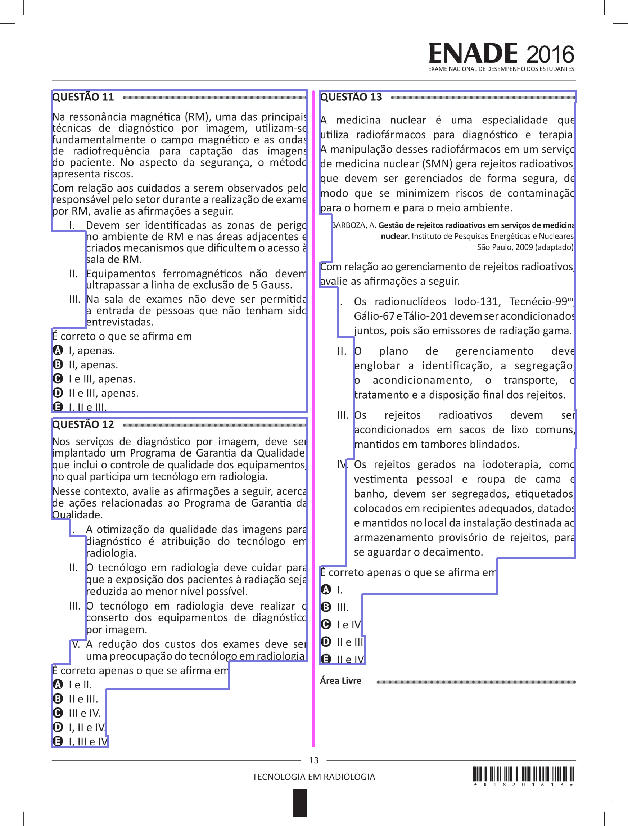 ENADE 2016
EXAME NACIONAL DE DESEMPENHO DOS ESTUDANTES
QUESTÃO 11
Na ressonância magnética (RM), uma das principais
técnicas de diagnóstico por imagem, utilizam-se
fundamentalmente o campo magnético e as ondas
de radiofrequência para captação das imagens
do paciente. No aspecto da segurança, o método
apresenta riscos.
Com relação aos cuidados a serem observados pelo
responsável pelo setor durante a realização de exame
por RM, avalie as afirmações a seguir.
I. Devem ser identificadas as zonas de perigo
no ambiente de RM e nas áreas adjacentes e
criados mecanismos que dificultem o acesso à
sala de RM.
II. Equipamentos ferromagnéticos não devem
ultrapassar a linha de exclusão de 5 Gauss.
III. Na sala de exames não deve ser permitida
a entrada de pessoas que não tenham sido
entrevistadas.
É correto o que se afirma em
A I, apenas.
B II, apenas.
C I e III, apenas.
D II e III, apenas.
E I, II e III.
QUESTÃO 12
Nos serviços de diagnóstico por imagem, deve ser
implantado um Programa de Garantia da Qualidade
que inclui o controle de qualidade dos equipamentos,
no qual participa um tecnólogo em radiologia.
Nesse contexto, avalie as afirmações a seguir, acerca
de ações relacionadas ao Programa de Garantia da
Qualidade.
I. A otimização da qualidade das imagens para
diagnóstico é atribuição do tecnólogo em
radiologia.
II. O tecnólogo em radiologia deve cuidar para
que a exposição dos pacientes à radiação seja
reduzida ao menor nível possível.
III. O tecnólogo em radiologia deve realizar o
conserto dos equipamentos de diagnóstico
por imagem.
IV. A redução dos custos dos exames deve ser
uma preocupação do tecnólogo em radiologia.
É correto apenas o que se afirma em
A I e II.
B II e III.
C III e IV.
D I, II e IV.
E I, III e IV.
QUESTÃO 13
A medicina nuclear é uma especialidade que
utiliza radiofármacos para diagnóstico e terapia.
A manipulação desses radiofármacos em um serviço
de medicina nuclear (SMN) gera rejeitos radioativos,
que devem ser gerenciados de forma segura, de
modo que se minimizem riscos de contaminação
para o homem e para o meio ambiente.
BARBOZA, A. Gestão de rejeitos radioativos em serviços de medicina
nuclear. Instituto de Pesquisas Energéticas e Nucleares.
São Paulo, 2009 (adaptado).
Com relação ao gerenciamento de rejeitos radioativos,
avalie as afirmações a seguir.
I. Os radionuclídeos Iodo-131, Tecnécio-99m,
Gálio-67 e Tálio-201 devem ser acondicionados
juntos, pois são emissores de radiação gama.
II. O plano de gerenciamento deve
englobar a identificação, a segregação,
o acondicionamento, o transporte, o
tratamento e a disposição final dos rejeitos.
III. Os rejeitos radioativos devem ser
acondicionados em sacos de lixo comuns,
mantidos em tambores blindados.
IV. Os rejeitos gerados na iodoterapia, como
vestimenta pessoal e roupa de cama e
banho, devem ser segregados, etiquetados,
colocados em recipientes adequados, datados
e mantidos no local da instalação destinada ao
armazenamento provisório de rejeitos, para
se aguardar o decaimento.
É correto apenas o que se afirma em
A I.
B III.
C I e IV.
D II e III.
E II e IV.
Área Livre
13
TECNOLOGIA EM RADIOLOGIA